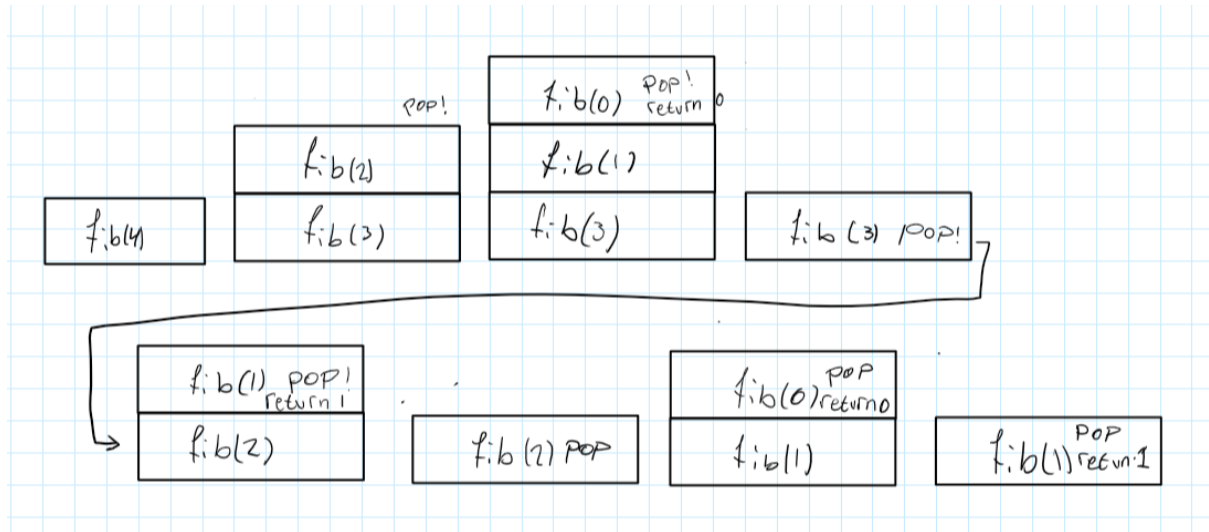 fib(4)
pop!
fib(2)
fib(3)
fib(0) pop! return 0
fib(1)
fib(3)
fib (3) pop!
fib(1) pop! return 1
fib(2)
fib (2) pop
fib(0) pop return 0
fib(1)
fib(1) pop retun 1